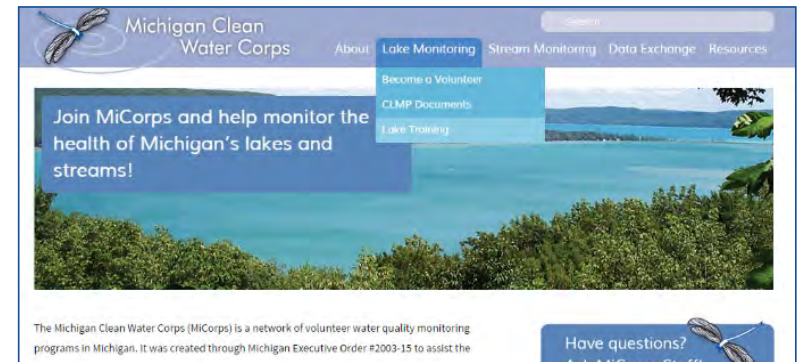 Michigan Clean
Water Corps
Search
About Lake Monitoring Stream Monitoring Data Exchange Resources
Become a Volunteer
CLMP Documents
Lake Training
Join MiCorps and help monitor the
health of Michigan's lakes and
streams!
The Michigan Clean Water Corps (MiCorps) is a network of volunteer water quality monitoring
programs in Michigan. It was created through Michigan Executive Order #2003-15 to assist the
Have questions?
Ask MiCorps Staff!